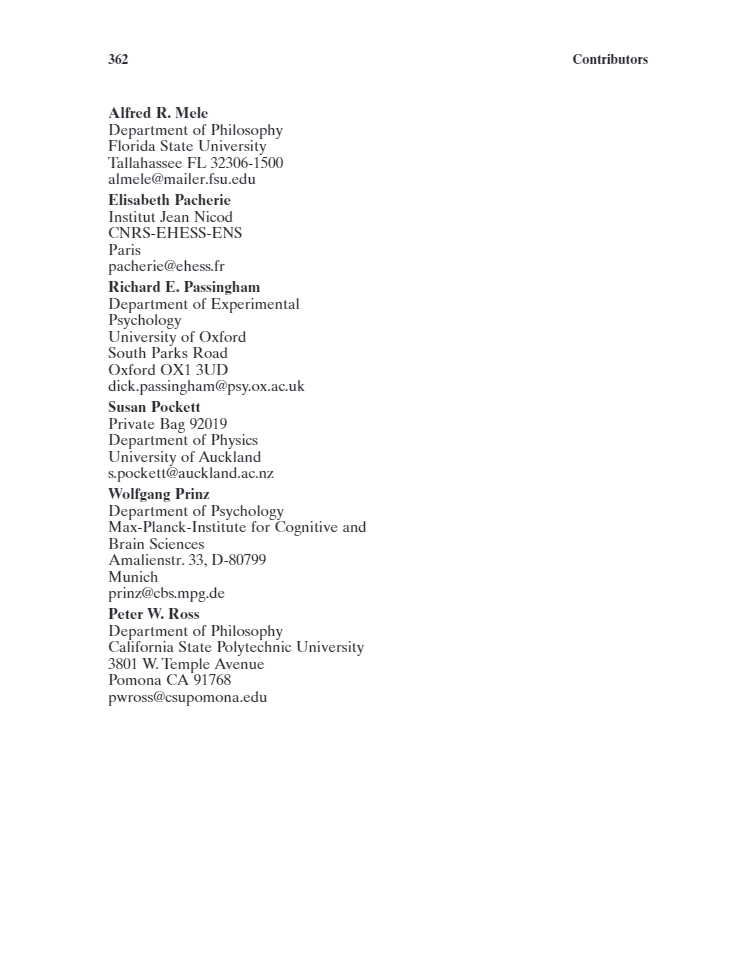 362 Contributors
Alfred R. Mele
Department of Philosophy
Florida State University
Tallahassee FL 32306-1500
almele@mailer.fsu.edu
Elisabeth Pacherie
Institut Jean Nicod
CNRS-EHESS-ENS
Paris
pacherie@ehess.fr
Richard E. Passingham
Department of Experimental
Psychology
University of Oxford
South Parks Road
Oxford OX1 3UD
dick.passingham@psy.ox.ac.uk
Susan Pockett
Private Bag 92019
Department of Physics
University of Auckland
s.pockett@auckland.ac.nz
Wolfgang Prinz
Department of Psychology
Max-Planck-Institute for Cognitive and
Brain Sciences
Amalienstr. 33, D-80799
Munich
prinz@cbs.mpg.de
Peter W. Ross
Department of Philosophy
California State Polytechnic University
3801 W. Temple Avenue
Pomona CA 91768
pwross@csupomona.edu